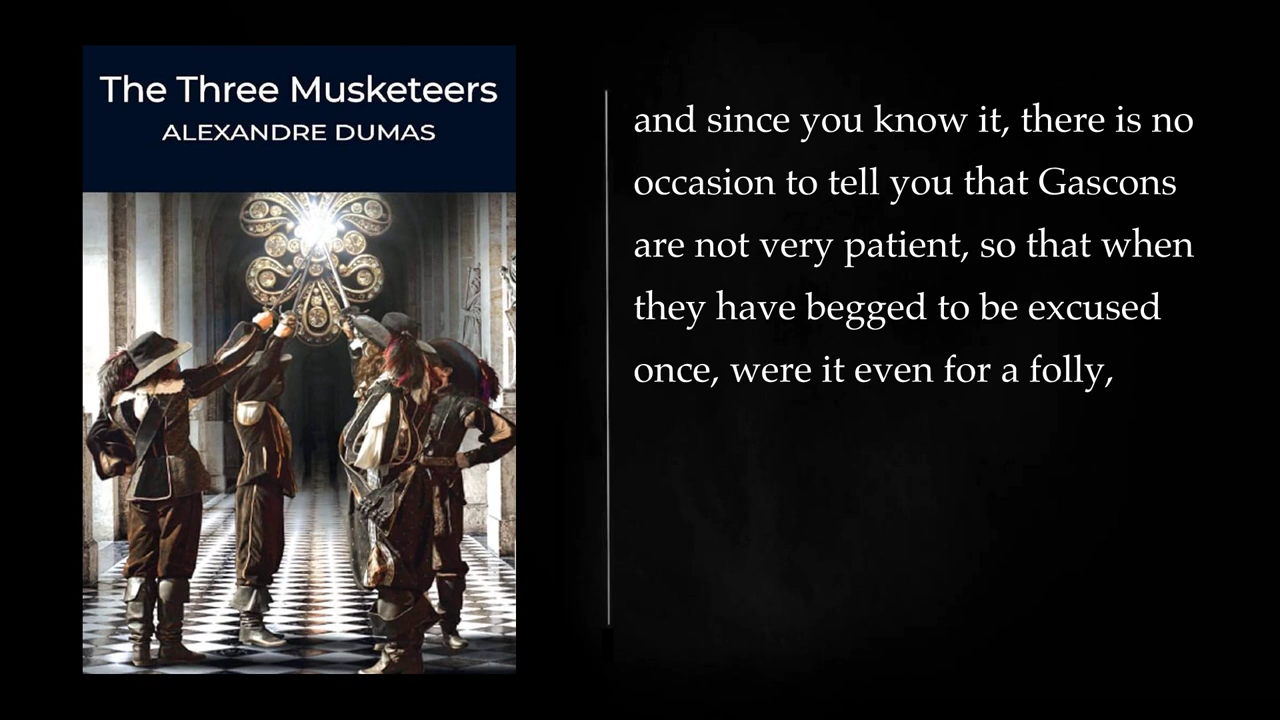 The Three Musketeers
ALEXANDRE DUMAS
and since you know it, there is no
occasion to tell you that Gascons
are not very patient, so that when
they have begged to be excused
once, were it even for a folly,